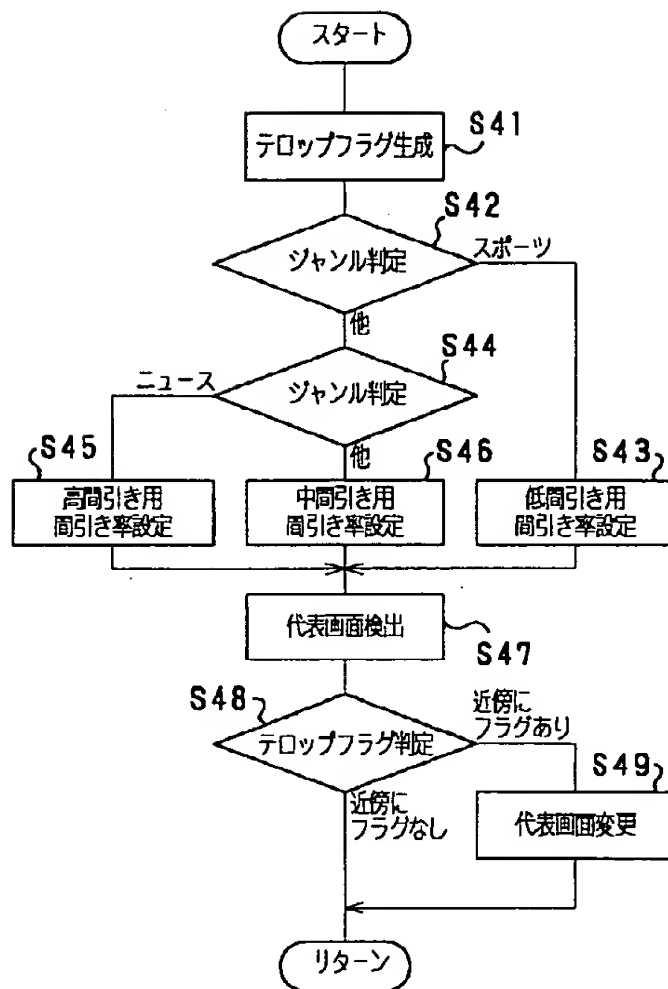 スタート
S41
テロップフラグ生成
S42
スポーツ
ジャンル判定
他
S44
ニュース
ジャンル判定
他
S45
高間引き用
間引き率設定
S46
中間引き用
間引き率設定
S43
低間引き用
間引き率設定
代表画面検出
S47
S48
テロップフラグ判定
近傍に
フラグあり
近傍に
フラグなし
S49
代表画面変更
リターン